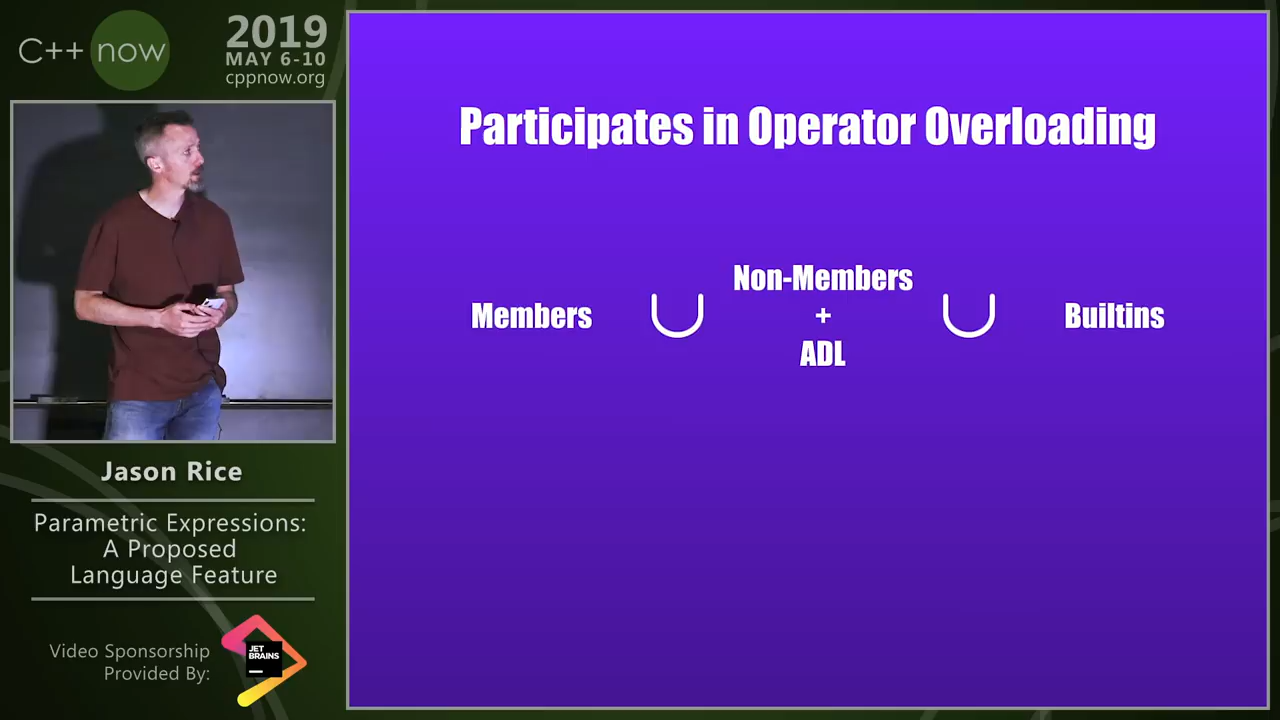 C++ now
2019
MAY 6-10
cppnow.org
Participates in Operator Overloading
Members
∪
Non-Members
+
ADL
∪
Builtins
Jason Rice
Parametric Expressions:
A Proposed
Language Feature
Video Sponsorship
Provided By:
JET
BRAINS